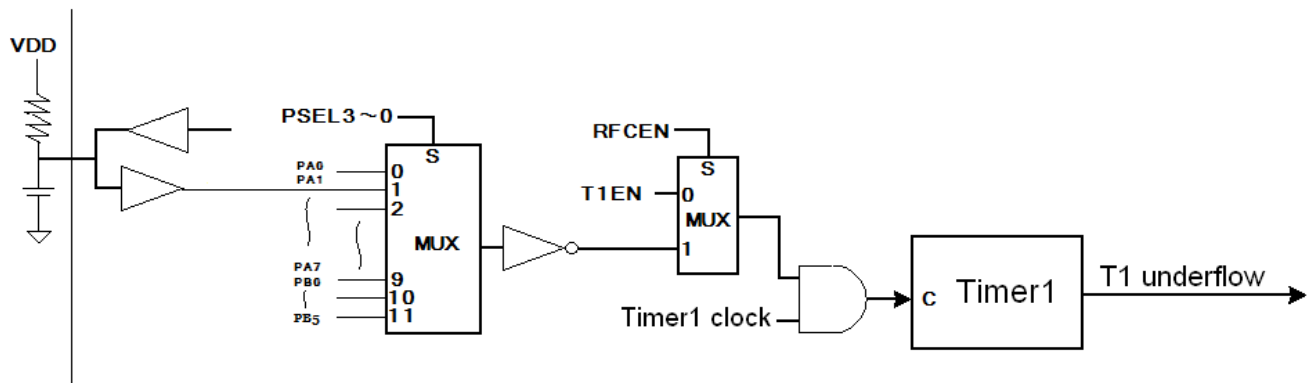 VDD
PSEL3~0
S
PA0
PA1
0
1
2
MUX
PA7
PB0
9
10
PB5
11
RFCEN
S
T1EN
0
MUX
1
Timer1 clock
C
Timer1
T1 underflow